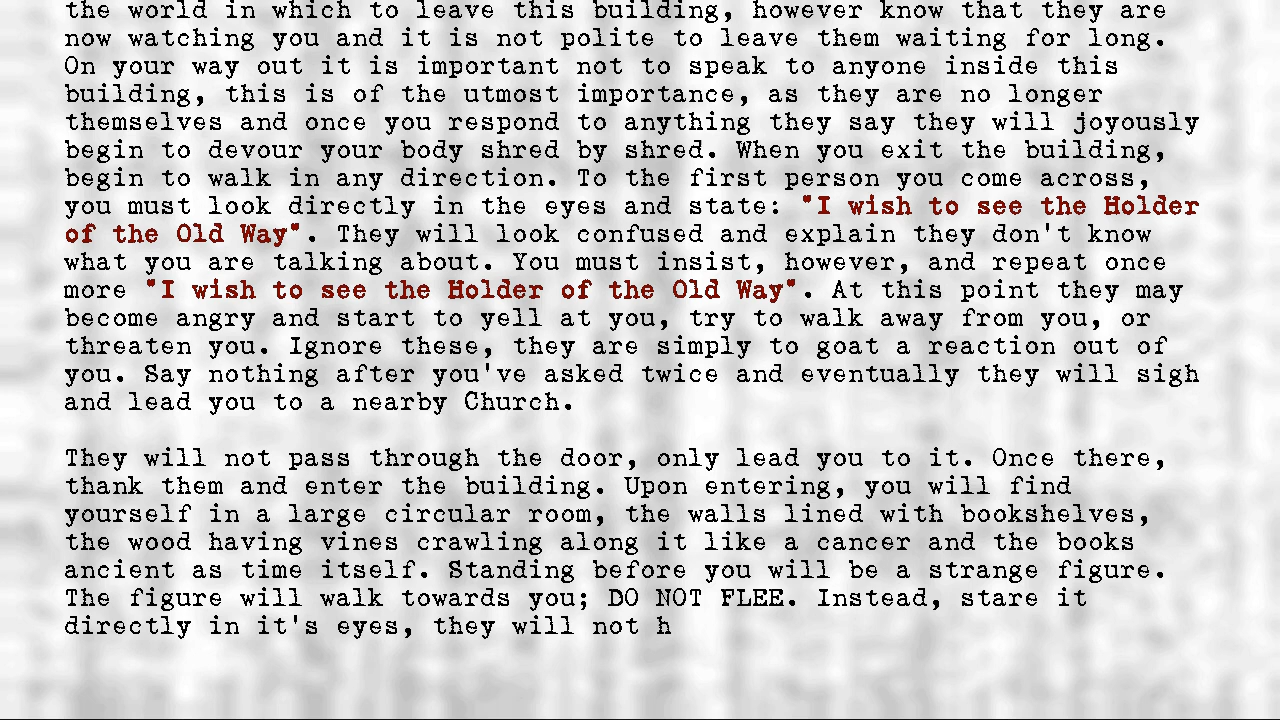 the world in which to leave this building, however know that they are
now watching you and it is not polite to leave them waiting for long.
On your way out it is important not to speak to anyone inside this
building, this is of the utmost importance, as they are no longer
themselves and once you respond to anything they say they will joyously
begin to devour your body shred by shred. When you exit the building,
begin to walk in any direction. To the first person you come across,
you must look directly in the eyes and state: "I wish to see the Holder
of the Old Way". They will look confused and explain they don't know
what you are talking about. You must insist, however, and repeat once
more "I wish to see the Holder of the Old Way". At this point they may
become angry and start to yell at you, try to walk away from you, or
threaten you. Ignore these, they are simply to goat a reaction out of
you. Say nothing after you've asked twice and eventually they will sigh
and lead you to a nearby Church.
They will not pass through the door, only lead you to it. Once there,
thank them and enter the building. Upon entering, you will find
yourself in a large circular room, the walls lined with bookshelves,
the wood having vines crawling along it like a cancer and the books
ancient as time itself. Standing before you will be a strange figure.
The figure will walk towards you; DO NOT FLEE. Instead, stare it
directly in it's eyes, they will not h